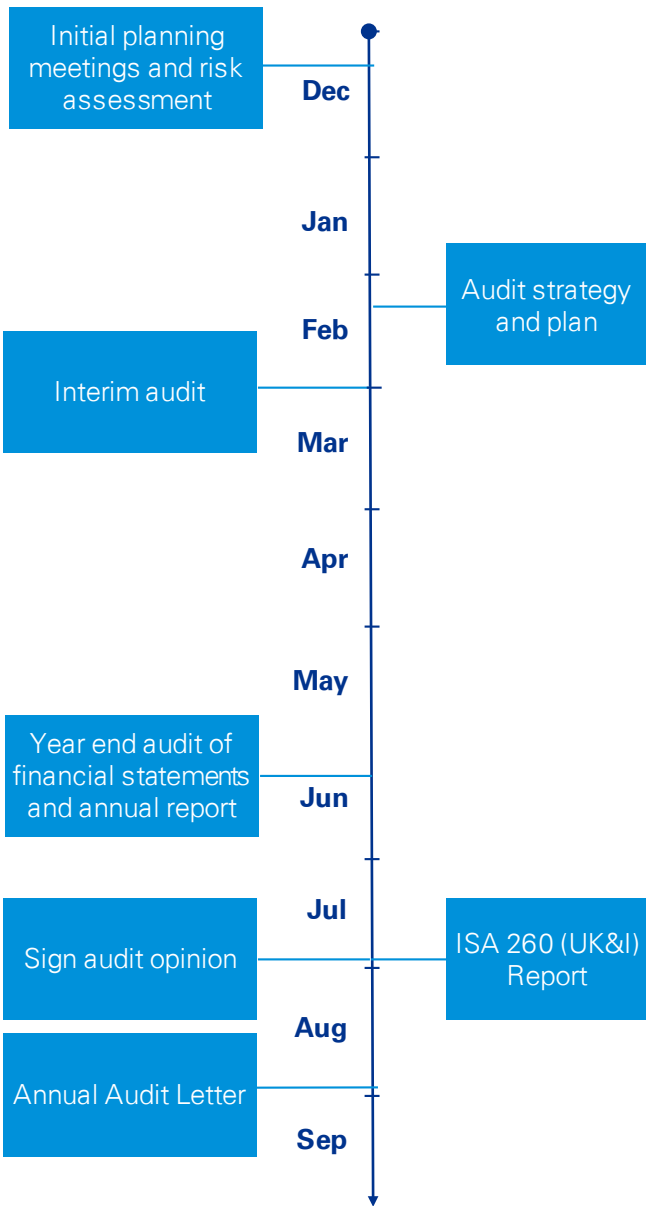 Initial planning
meetings and risk
assessment
Dec
Jan
Audit strategy
and plan
Feb
Interim audit
Mar
Apr
May
Year end audit of
financial statements
and annual report
Jun
Jul
Sign audit opinion
ISA 260 (UK&I)
Report
Aug
Annual Audit Letter
Sep